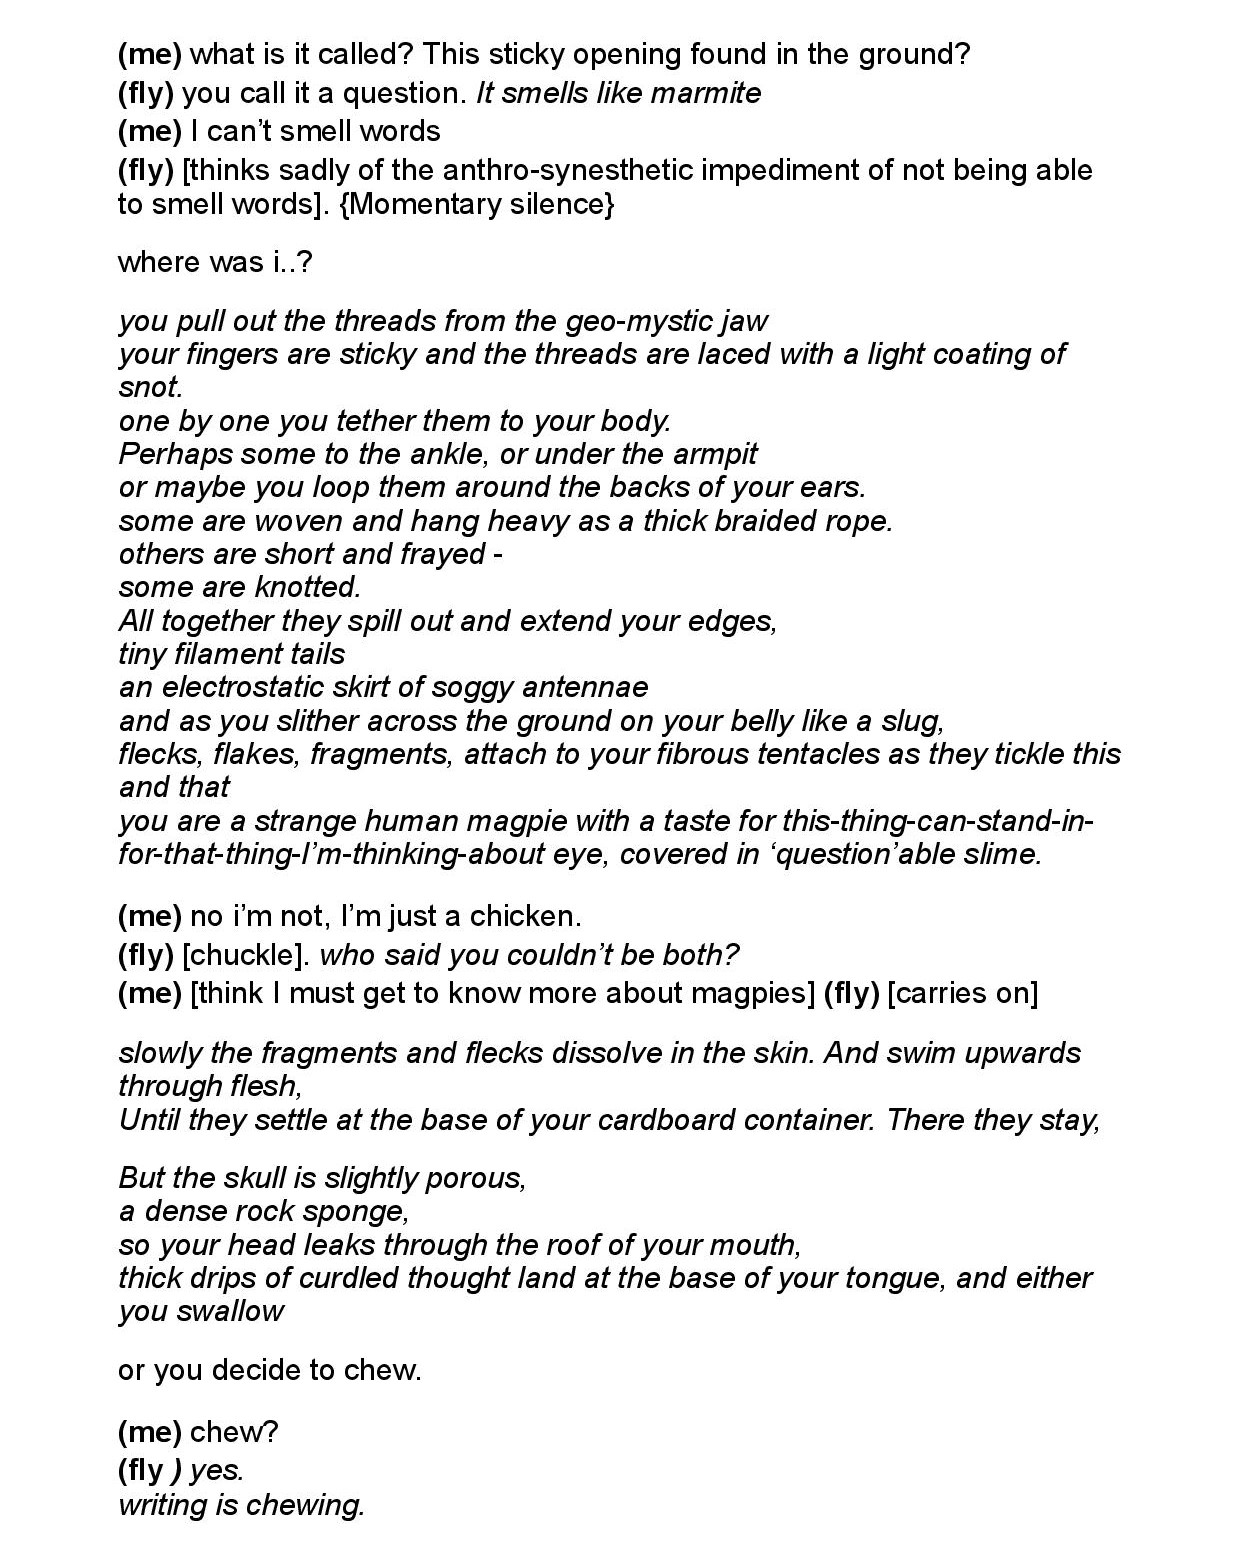 (me) what is it called? This sticky opening found in the ground?
(fly) you call it a question. It smells like marmite
(me) I can’t smell words
(fly) [thinks sadly of the anthro-synesthetic impediment of not being able
to smell words]. {Momentary silence}
where was i..?
you pull out the threads from the geo-mystic jaw
your fingers are sticky and the threads are laced with a light coating of
snot.
one by one you tether them to your body.
Perhaps some to the ankle, or under the armpit
or maybe you loop them around the backs of your ears.
some are woven and hang heavy as a thick braided rope.
others are short and frayed -
some are knotted.
All together they spill out and extend your edges,
tiny filament tails
an electrostatic skirt of soggy antennae
and as you slither across the ground on your belly like a slug,
flecks, flakes, fragments, attach to your fibrous tentacles as they tickle this
and that
you are a strange human magpie with a taste for this-thing-can-stand-in-
for-that-thing-I’m-thinking-about eye, covered in ‘question’able slime.
(me) no i’m not, I’m just a chicken.
(fly) [chuckle]. who said you couldn’t be both?
(me) [think I must get to know more about magpies] (fly) [carries on]
slowly the fragments and flecks dissolve in the skin. And swim upwards
through flesh,
Until they settle at the base of your cardboard container. There they stay,
But the skull is slightly porous,
a dense rock sponge,
so your head leaks through the roof of your mouth,
thick drips of curdled thought land at the base of your tongue, and either
you swallow
or you decide to chew.
(me) chew?
(fly ) yes.
writing is chewing.